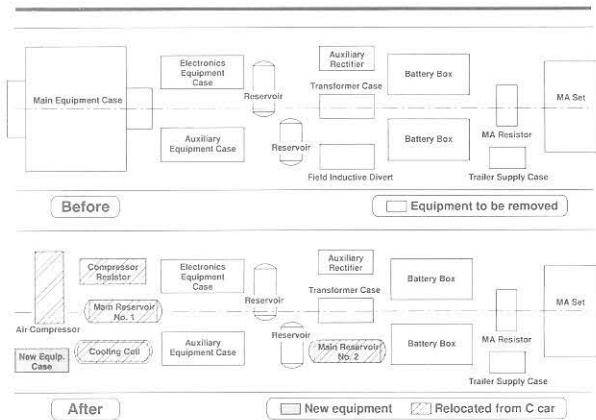 Electronics
Equipment
Case
Auxiliary
Rectifier
Battery Box
Reservoir
Transformer Case
Main Equipment Case
MA Set
MA Resistor
Auxiliary
Equipment Case
Reservoir
Battery Box
Field Inductive Divert
Trailer Supply Case
Before
Equipment to be removed
Compressor
Resistor
Electronics
Equipment
Case
Auxiliary
Rectifier
Battery Box
Reservoir
Transformer Case
Main Reservoir
No. 1
MA Set
Air Compressor
MA Resistor
New Equip.
Case
Cooling Coil
Auxiliary
Equipment Case
Reservoir
Main Reservoir
No. 2
Battery Box
Trailer Supply Case
After
New equipment
Relocated from C car